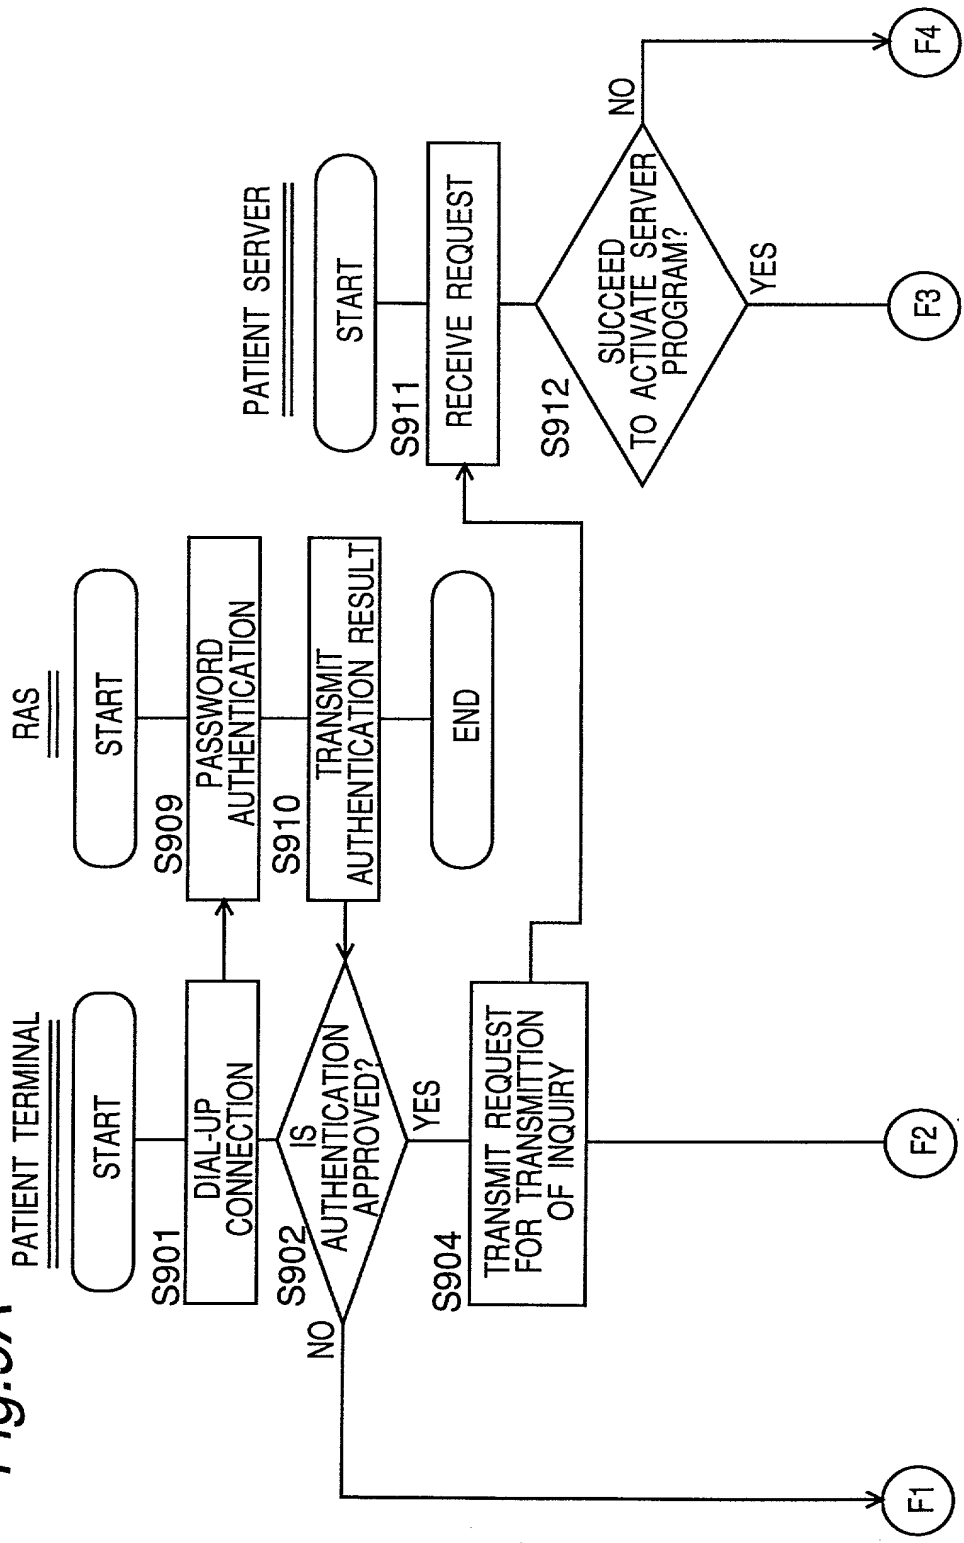 PATIENT TERMINAL
START
S901
DIAL-UP
CONNECTION
S902
IS
AUTHENTICATION
APPROVED?
NO
YES
S904
TRANSMIT REQUEST
FOR TRANSMITTION
OF INQUIRY
F1
F2
RAS
START
S909
PASSWORD
AUTHENTICATION
S910
TRANSMIT
AUTHENTICATION RESULT
END
PATIENT SERVER
START
S911
RECEIVE REQUEST
S912
SUCCEED
TO ACTIVATE SERVER
PROGRAM?
NO
YES
F3
F4